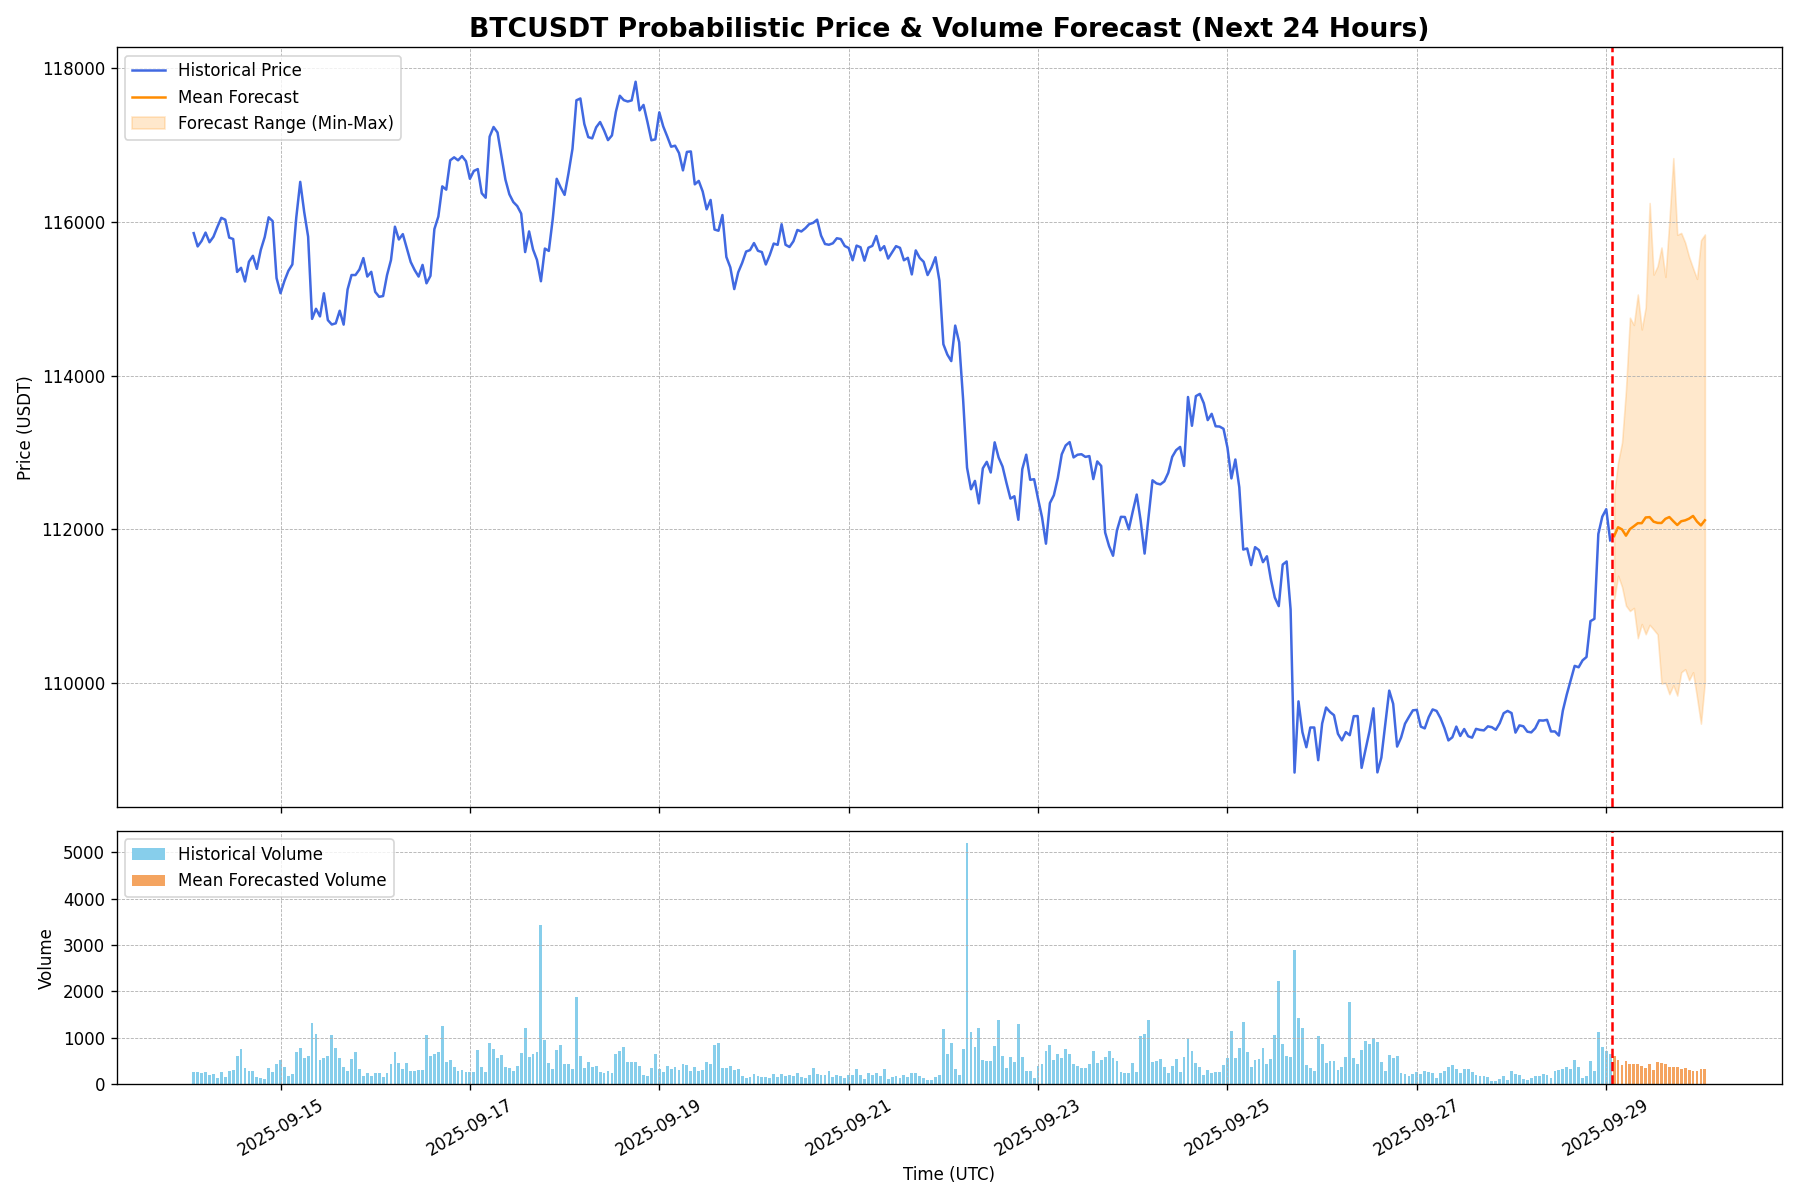 BTCUSDT Probabilistic Price & Volume Forecast (Next 24 Hours)
Historical Price
Mean Forecast
Forecast Range (Min-Max)
Price (USDT)
118000
116000
114000
112000
110000
Historical Volume
Mean Forecasted Volume
Volume
5000
4000
3000
2000
1000
0
2025-09-15
2025-09-17
2025-09-19
2025-09-21
2025-09-23
2025-09-25
2025-09-27
2025-09-29
Time (UTC)